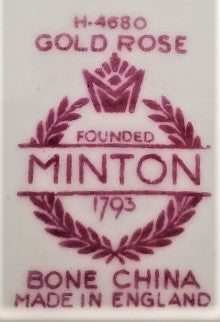 H-4680
GOLD ROSE
FOUNDED
MINTON
1793
BONE CHINA
MADE IN ENGLAND